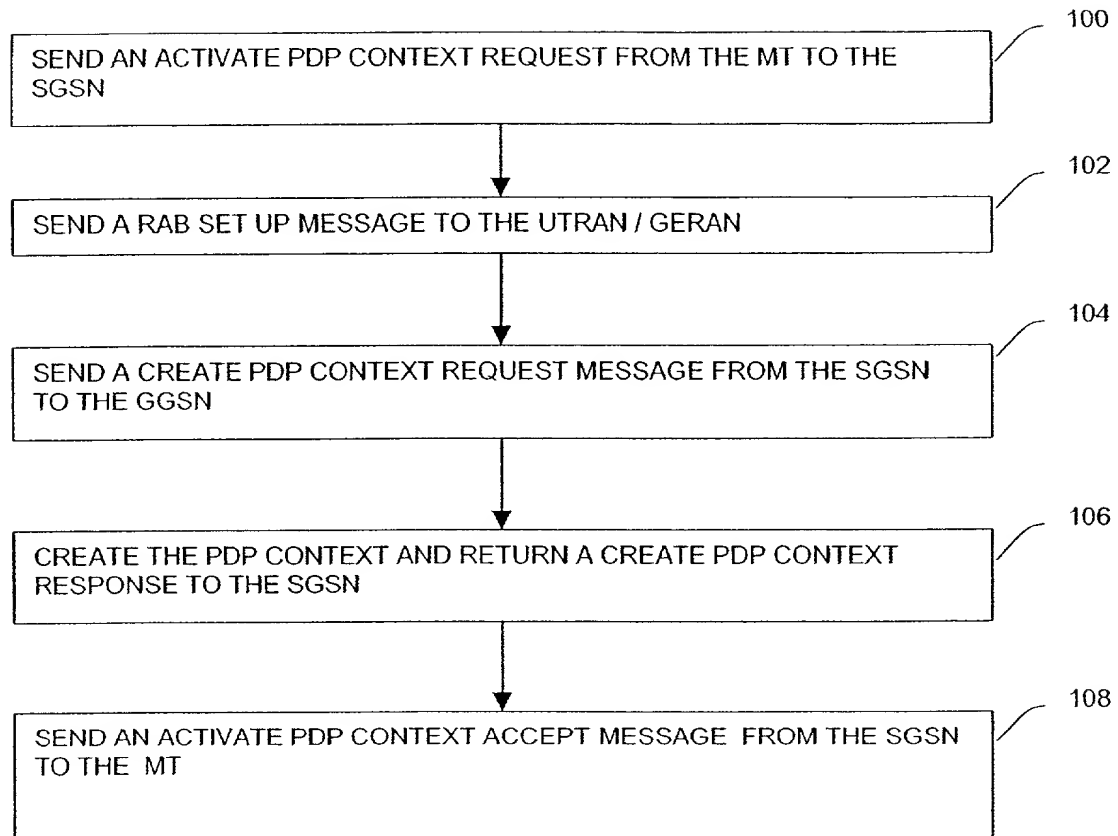 100
SEND AN ACTIVATE PDP CONTEXT REQUEST FROM THE MT TO THE
SGSN
102
SEND A RAB SET UP MESSAGE TO THE UTRAN / GERAN
104
SEND A CREATE PDP CONTEXT REQUEST MESSAGE FROM THE SGSN
TO THE GGSN
106
CREATE THE PDP CONTEXT AND RETURN A CREATE PDP CONTEXT
RESPONSE TO THE SGSN
108
SEND AN ACTIVATE PDP CONTEXT ACCEPT MESSAGE FROM THE SGSN
TO THE MT